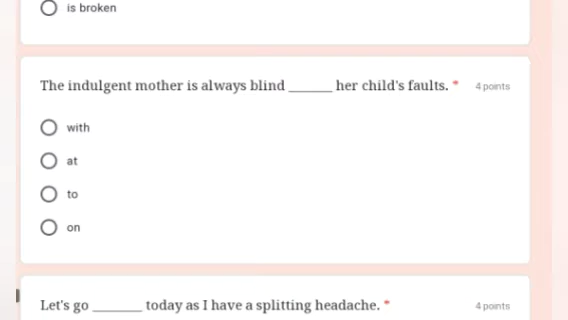 is broken
The indulgent mother is always blind ______ her child's faults. * 4 points
with
at
to
on
Let's go _______ today as I have a splitting headache. * 4 points